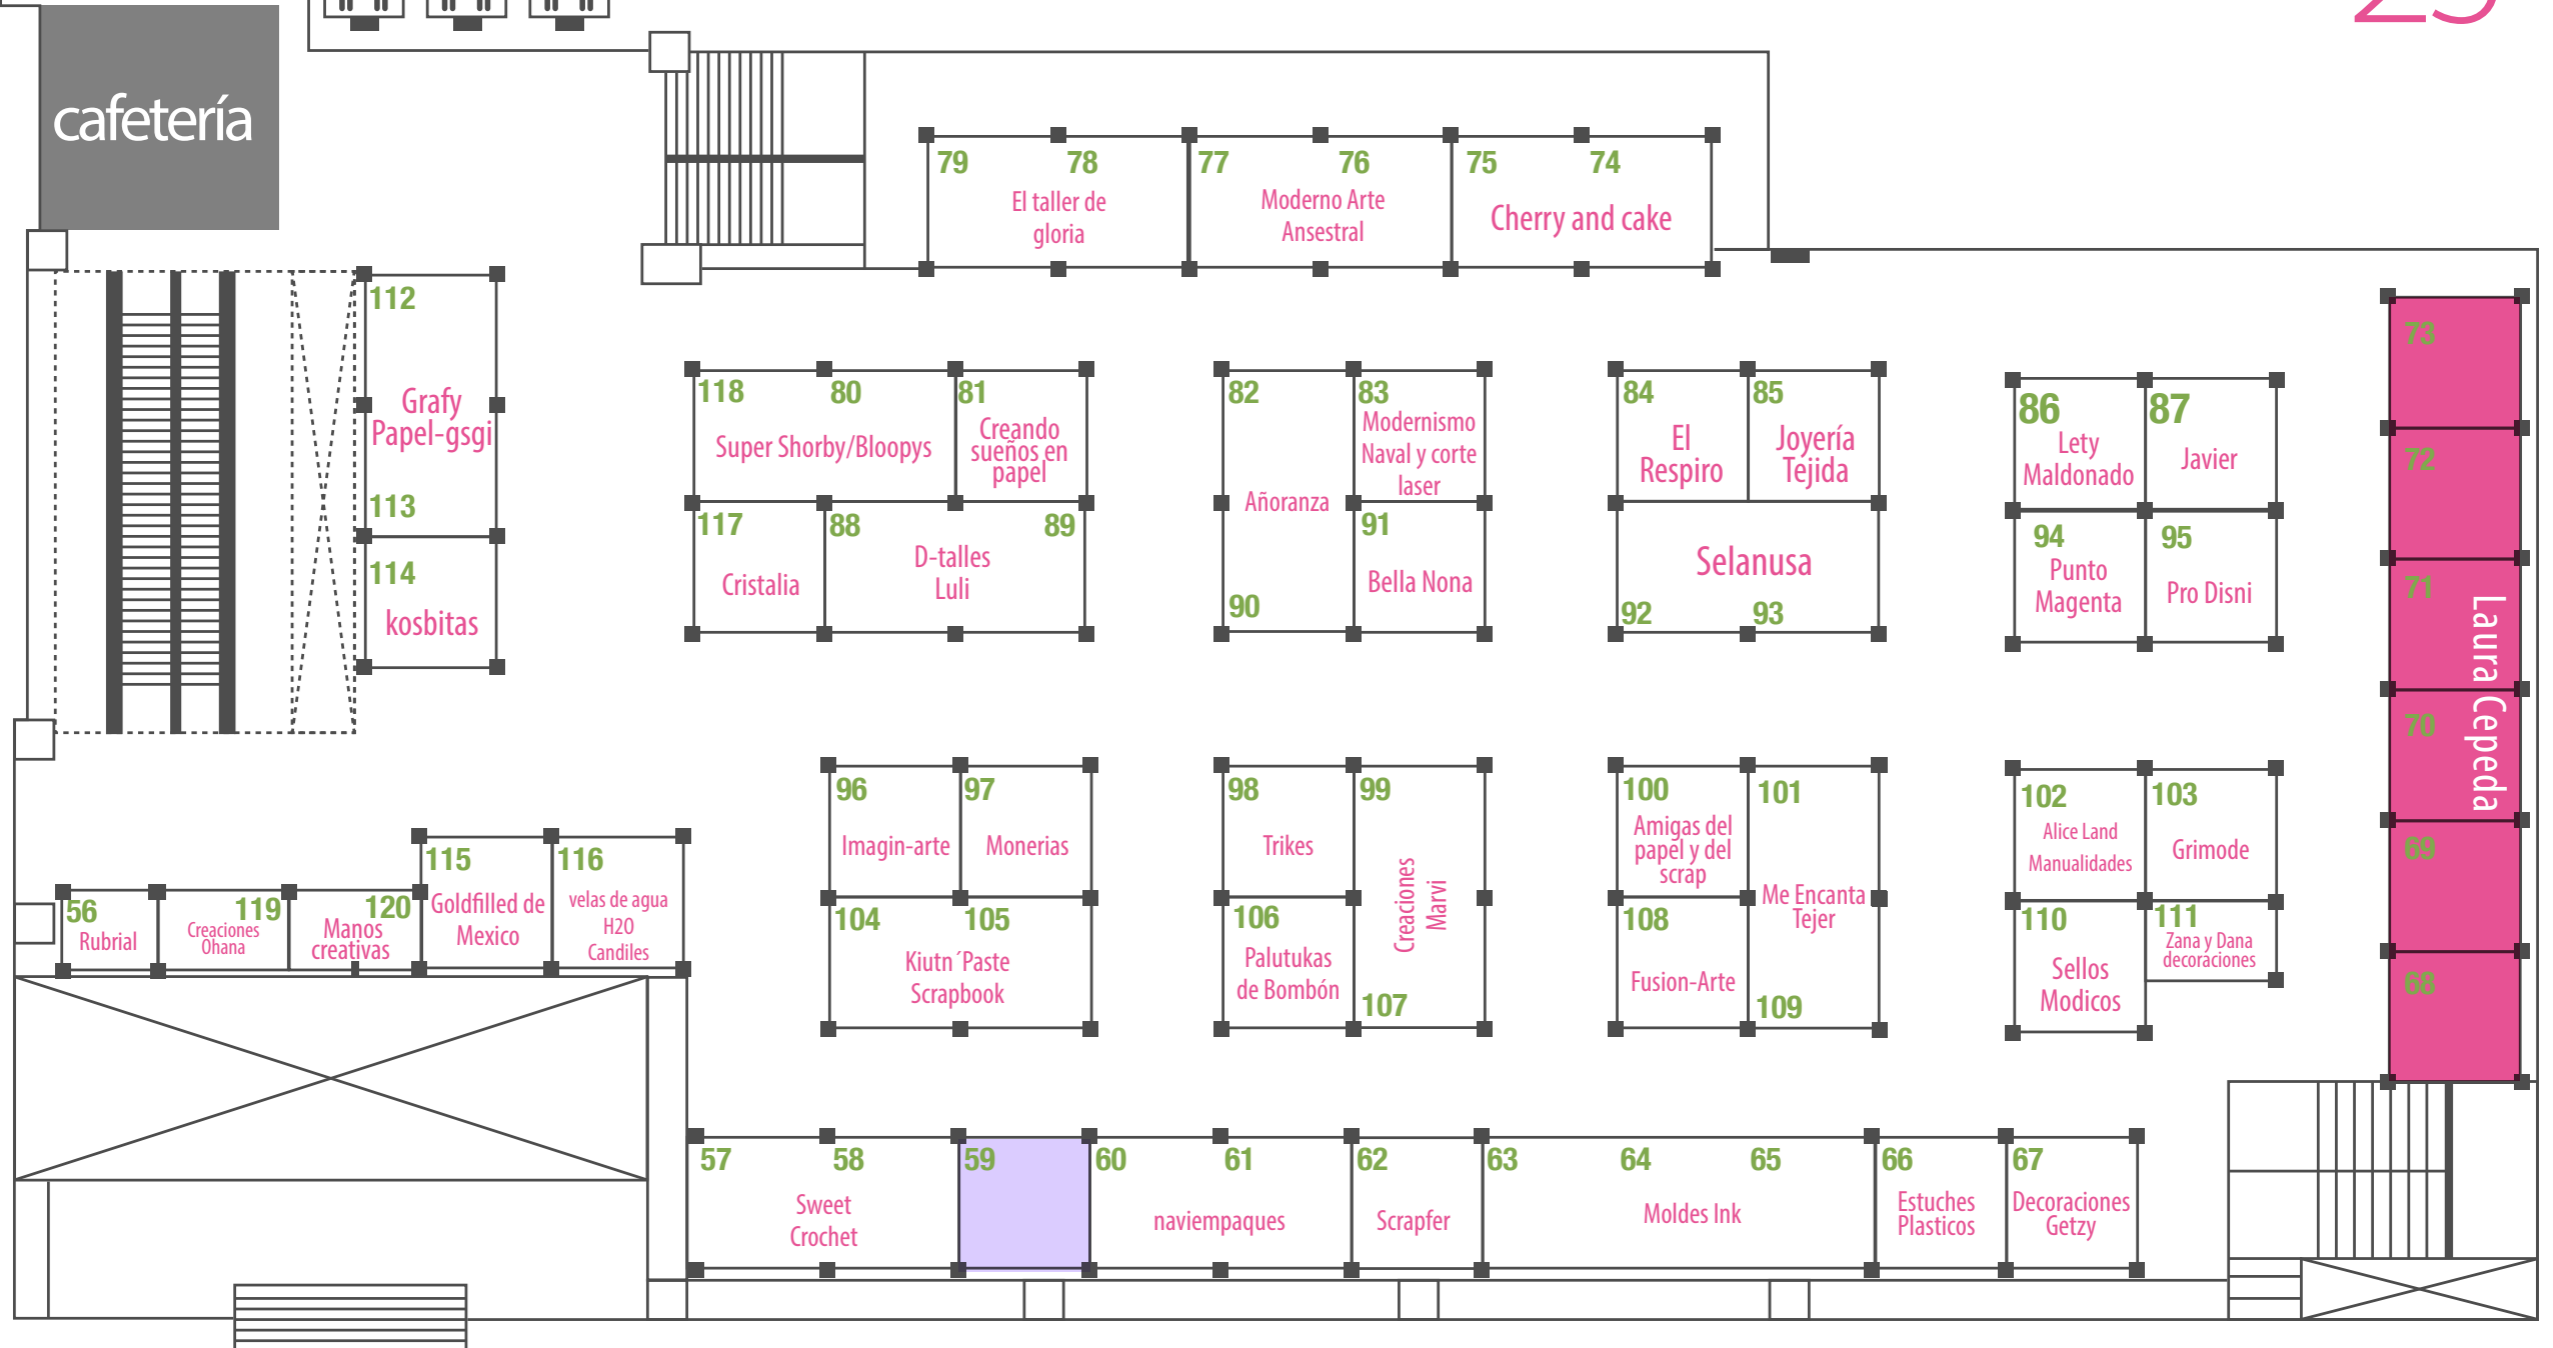 cafetería
79
78
77
76
75
74
El taller de
gloria
Moderno Arte
Ansestral
Cherry and cake
112
Grafy
Papel-gsgi
113
114
kosbitas
118
80
81
Super Shorby/Bloopys
Creando
sueños en
papel
117
88
89
Cristalia
D-talles
Luli
82
83
Añoranza
Modernismo
Naval y corte
laser
90
91
Bella Nona
84
85
El
Respiro
Joyería
Tejida
Selanusa
92
93
86
87
Lety
Maldonado
Javier
94
95
Punto
Magenta
Pro Disni
73
72
71
70
69
68
Laura Cepeda
56
Rubrial
119
Creaciones
Ohana
120
Manos
creativas
115
Goldfilled de
Mexico
116
velas de agua
H2O
Candiles
96
97
Imagin-arte
Monerias
104
105
Kiutn´Paste
Scrapbook
98
99
Trikes
Creaciones
Marvi
106
Palutukas
de Bombón
107
100
101
Amigas del
papel y del
scrap
Me Encanta
Tejer
108
Fusion-Arte
109
102
103
Alice Land
Manualidades
Grimode
110
111
Sellos
Modicos
Zana y Dana
decoraciones
57
58
59
60
61
62
63
64
65
66
67
Sweet
Crochet
naviempaques
Scrapfer
Moldes Ink
Estuches
Plasticos
Decoraciones
Getzy